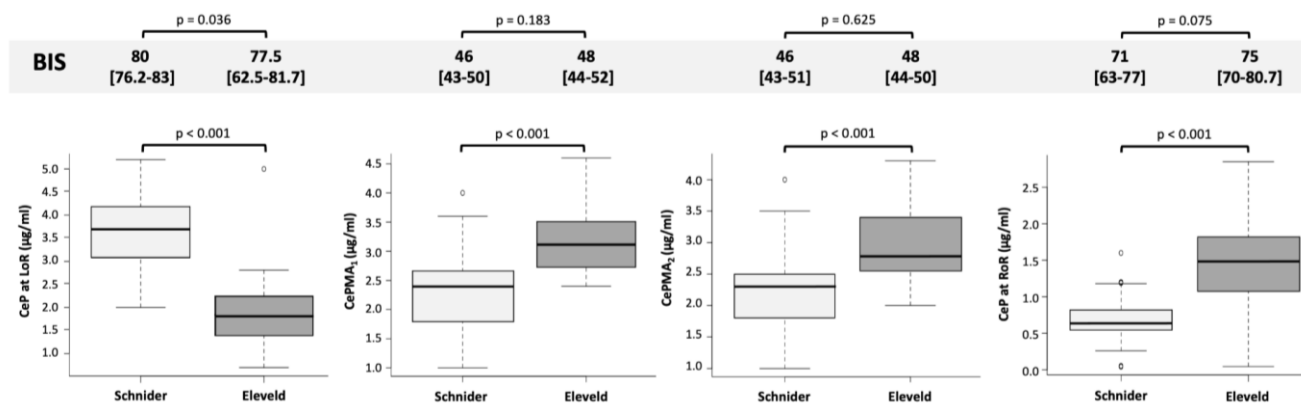 p = 0.036 p = 0.183 p = 0.625 p = 0.075
BIS 80 77.5 46 48 46 48 71 75
[76.2-83] [62.5-81.7] [43-50] [44-52] [43-51] [44-50] [63-77] [70-80.7]
p < 0.001 p < 0.001 p < 0.001 p < 0.001
CeP at LoR (µg/ml)
5.0
4.5
4.0
3.5
3.0
2.5
2.0
1.5
1.0
Schnider Eleveld
CePMA1 (µg/ml)
4.5
4.0
3.5
3.0
2.5
2.0
1.5
1.0
Schnider Eleveld
CePMA2 (µg/ml)
4.0
3.5
3.0
2.5
2.0
1.5
1.0
Schnider Eleveld
CeP at RoR (µg/ml)
2.5
2.0
1.5
1.0
0.5
0.0
Schnider Eleveld